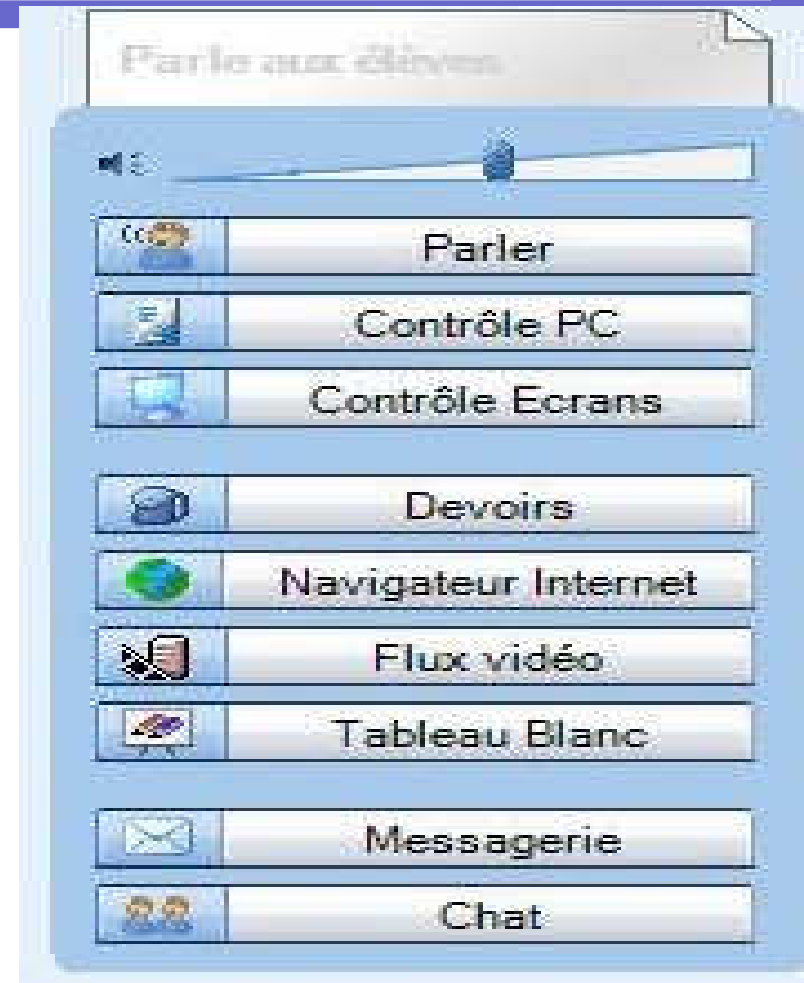 Parle aux élèves
Parler
Contrôle PC
Contrôle Ecrans
Devoirs
Navigateur Internet
Flux vidéo
Tableau Blanc
Messagerie
Chat